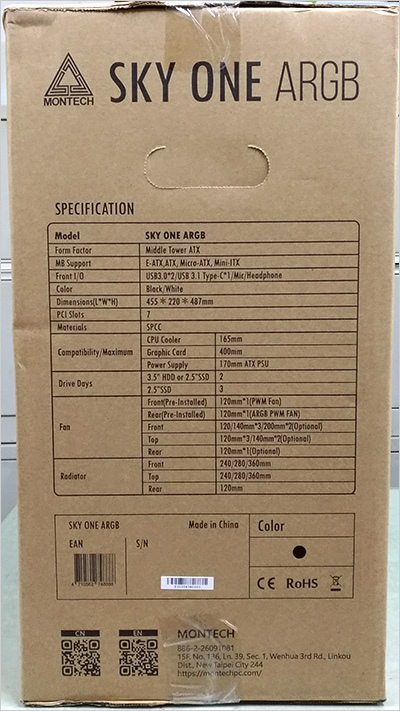 MONTECH
SKY ONE ARGB
SPECIFICATION
Model SKY ONE ARGB
Form Factor Middle Tower ATX
MB Support E-ATX,ATX, Micro-ATX, Mini-ITX
Front I/O USB3.0*2/USB 3.1 Type-C*1/Mic/Headphone
Color Black/White
Dimensions(L*W*H) 455＊220＊487mm
PCI Slots 7
Materials SPCC
Compatibility/Maximum CPU Cooler 165mm
Graphic Card 400mm
Power Supply 170mm ATX PSU
Drive Days 3.5" HDD or 2.5"SSD 2
2.5"SSD 3
Fan Front(Pre-Installed) 120mm*1(PWM Fan)
Rear(Pre-Installed) 120mm*1(ARGB PWM FAN)
Front 120/140mm*3/200mm*2(Optional)
Top 120mm*3/140mm*2(Optional)
Rear 120mm*1(Optional)
Radiator Front 240/280/360mm
Top 240/280/360mm
Rear 120mm
SKY ONE ARGB Made in China
EAN S/N
Color
CE RoHS
CN EN
MONTECH
886-2-26091081
15F. No. 136, Ln. 39, Sec. 1, Wenhua 3rd Rd., Linkou
Dist., New Taipei City 244
https://montechpc.com/